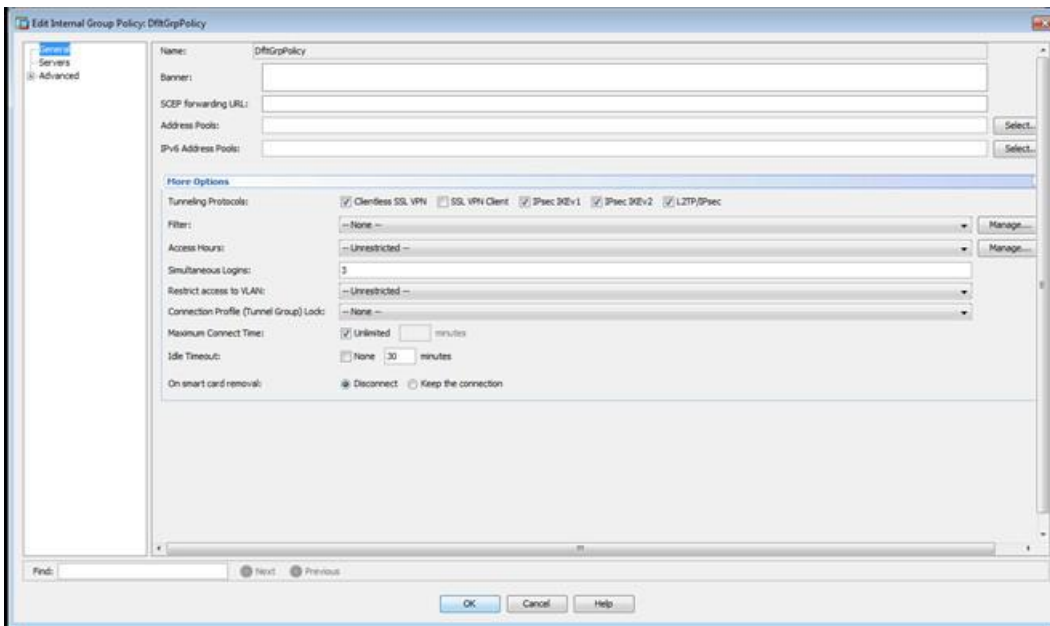 Edit Internal Group Policy: DfltGrpPolicy
General
Servers
Advanced
Name: DfltGrpPolicy
Banner:
SCEP forwarding URL:
Address Pools: Select...
IPv6 Address Pools: Select...
More Options
Tunneling Protocols: Clientless SSL VPN SSL VPN Client IPsec IKEv1 IPsec IKEv2 L2TP/IPsec
Filter: -- None -- Manage...
Access Hours: -- Unrestricted -- Manage...
Simultaneous Logins: 3
Restrict access to VLAN: -- Unrestricted --
Connection Profile (Tunnel Group) Lock: -- None --
Maximum Connect Time: Unlimited minutes
Idle Timeout: None 30 minutes
On smart card removal: Disconnect Keep the connection
Find: Next Previous
OK Cancel Help